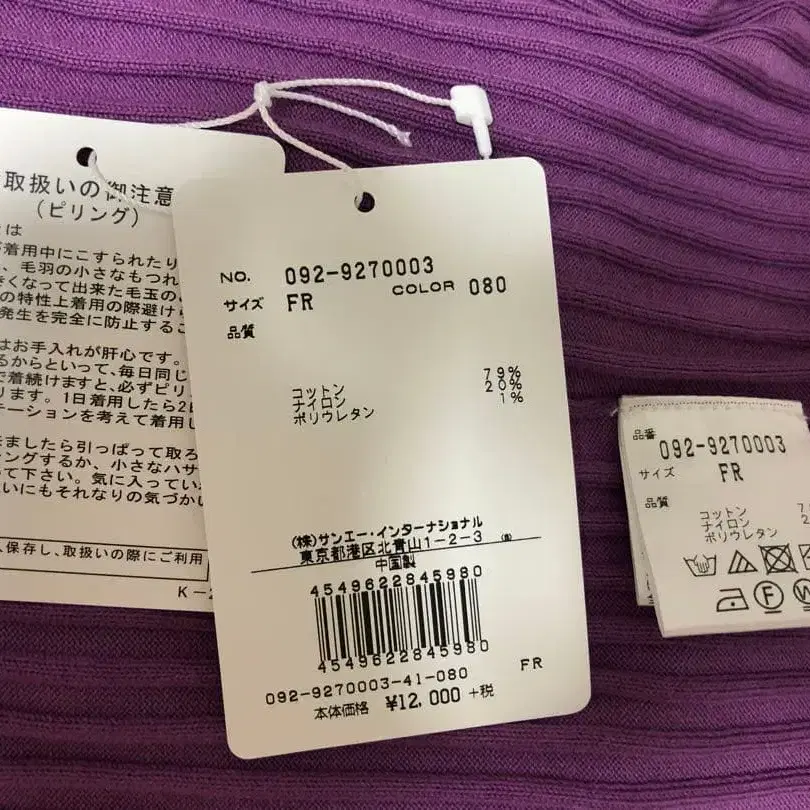 取扱いの御注意
（ピリング）
は
着用中にこすられたり
、毛羽の小さなもつれ
きくなって出来た毛玉の
の特性上着用の際避け
発生を完全に防止するこ
はお手入れが肝心です。
るからといって、毎日同じ
で着続けますと、必ずピリ
ります。1日着用したら2
テーションを考えて着用し
きましたら引っぱって取ろ
ングするか、小さなハサ
って下さい。気に入ってい
いにもそれなりの気づかい
保存し、取扱いの際にご利用
K-2
NO. 092-9270003
サイズ FR COLOR 080
品質
コットン 79%
ナイロン 20%
ポリウレタン 1%
(株)サンエー・インターナショナル
東京都港区北青山1-2-3
中国製
4549622845980
4549622845980
092-9270003-41-080 FR
本体価格 ¥12,000 +税
品番
092-9270003
サイズ FR
品質
コットン 7
ナイロン 2
ポリウレタン
F
W